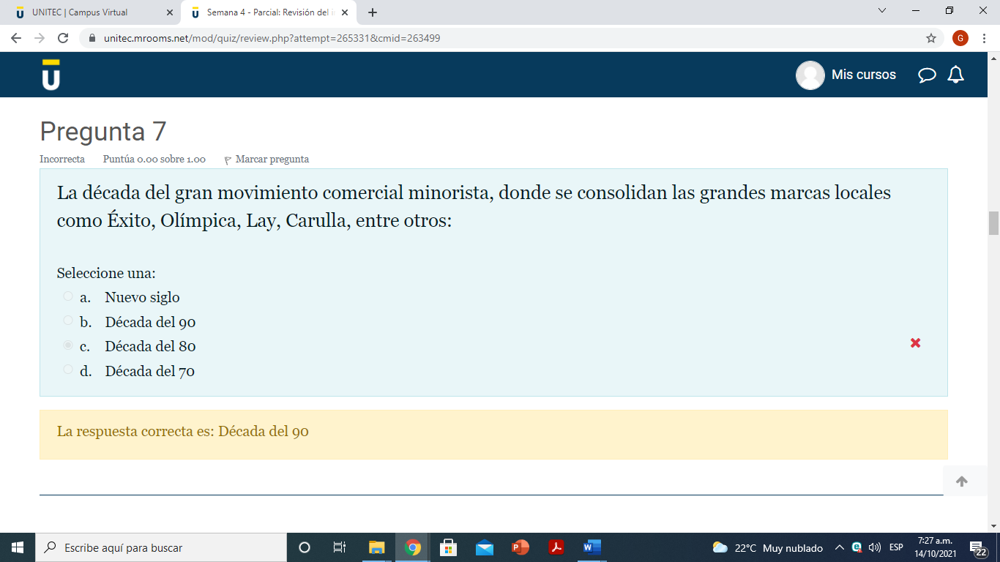 UNITEC | Campus Virtual
Semana 4 - Parcial: Revisión del i
unitec.mrooms.net/mod/quiz/review.php?attempt=265331&cmid=263499
G
Mis cursos
Pregunta 7
Incorrecta Puntúa 0.00 sobre 1.00 Marcar pregunta
La década del gran movimiento comercial minorista, donde se consolidan las grandes marcas locales
como Éxito, Olímpica, Lay, Carulla, entre otros:
Seleccione una:
a. Nuevo siglo
b. Década del 90
c. Década del 80
d. Década del 70
La respuesta correcta es: Década del 90
Escribe aquí para buscar
22°C Muy nublado
ESP
7:27 a.m.
14/10/2021
22